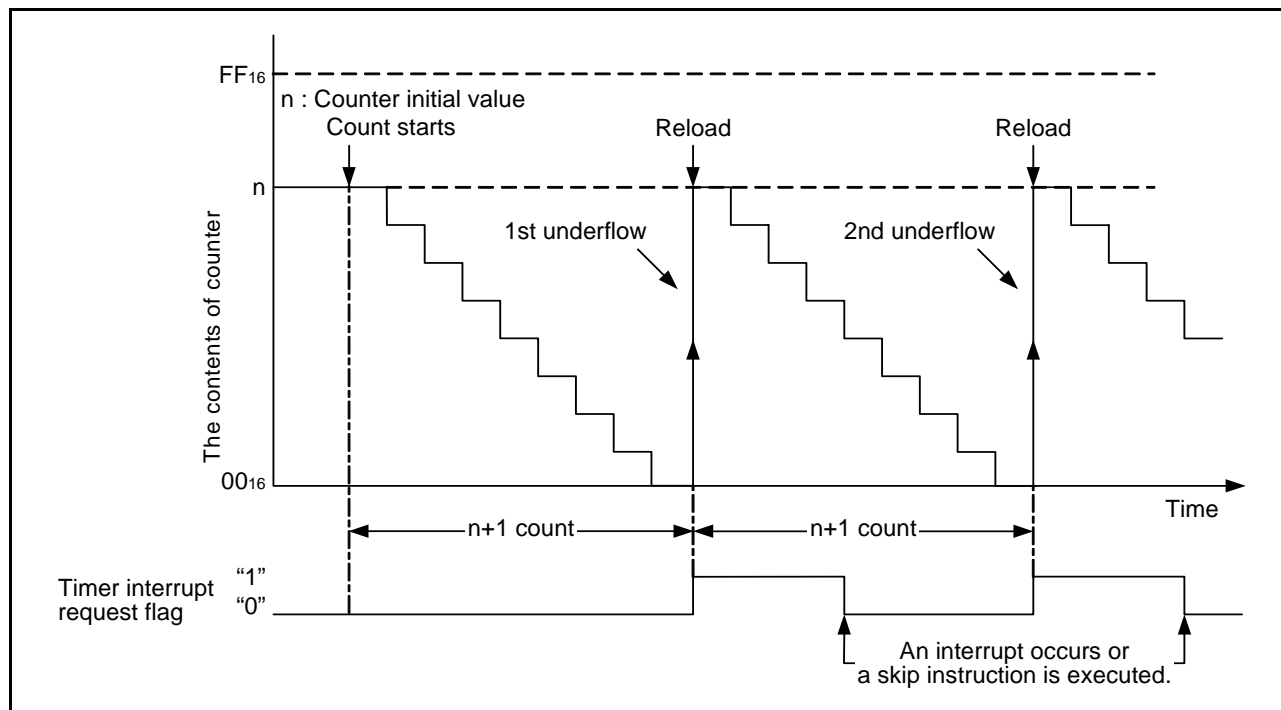 FF16
n : Counter initial value
Count starts
Reload
Reload
n
1st underflow
2nd underflow
The contents of counter
0016
Time
n+1 count
n+1 count
Timer interrupt
request flag
“1”
“0”
An interrupt occurs or
a skip instruction is executed.